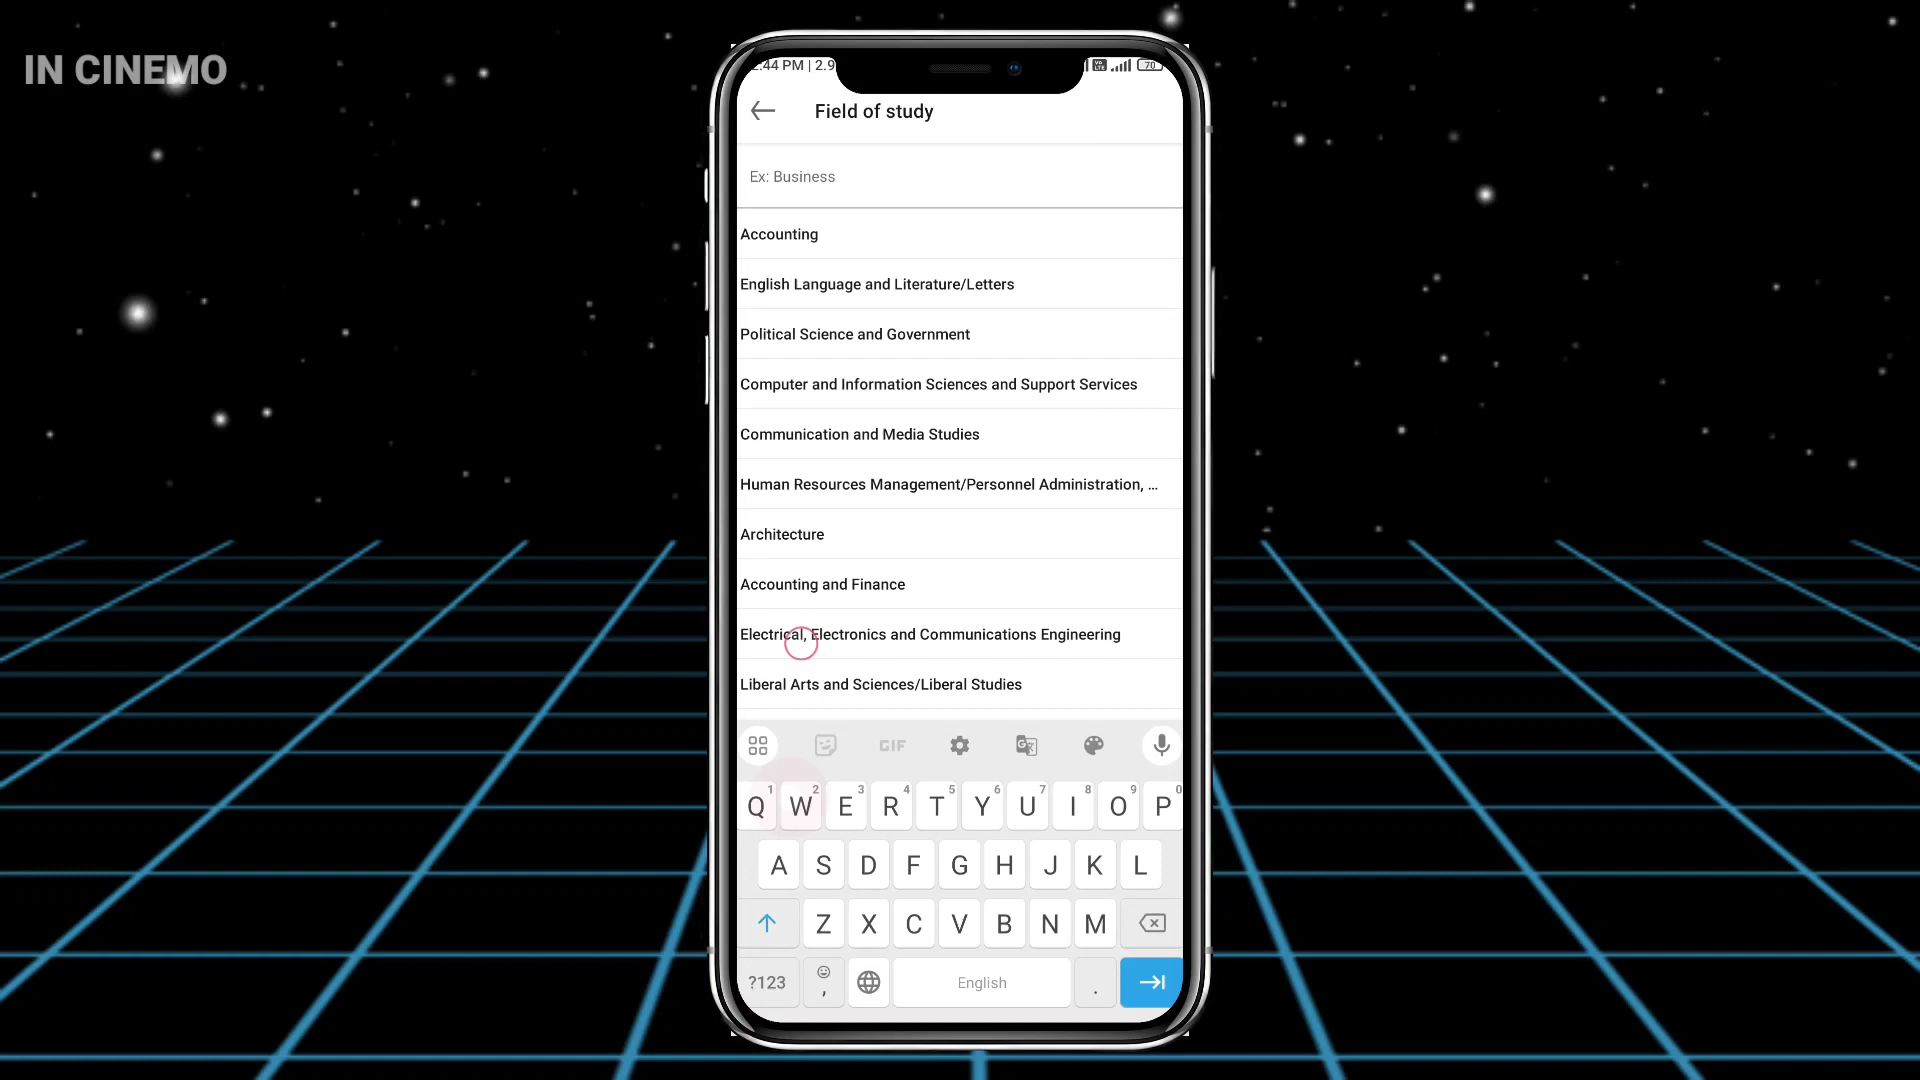 IN CINEMO
:44 PM | 2.9
Vo
LTE
70
Field of study
Ex: Business
Accounting
English Language and Literature/Letters
Political Science and Government
Computer and Information Sciences and Support Services
Communication and Media Studies
Human Resources Management/Personnel Administration, ...
Architecture
Accounting and Finance
Electrical, Electronics and Communications Engineering
Liberal Arts and Sciences/Liberal Studies
GIF
Q 1 W 2 E 3 R 4 T 5 Y 6 U 7 I 8 O 9 P 0
A S D F G H J K L
Z X C V B N M
?123 , English .